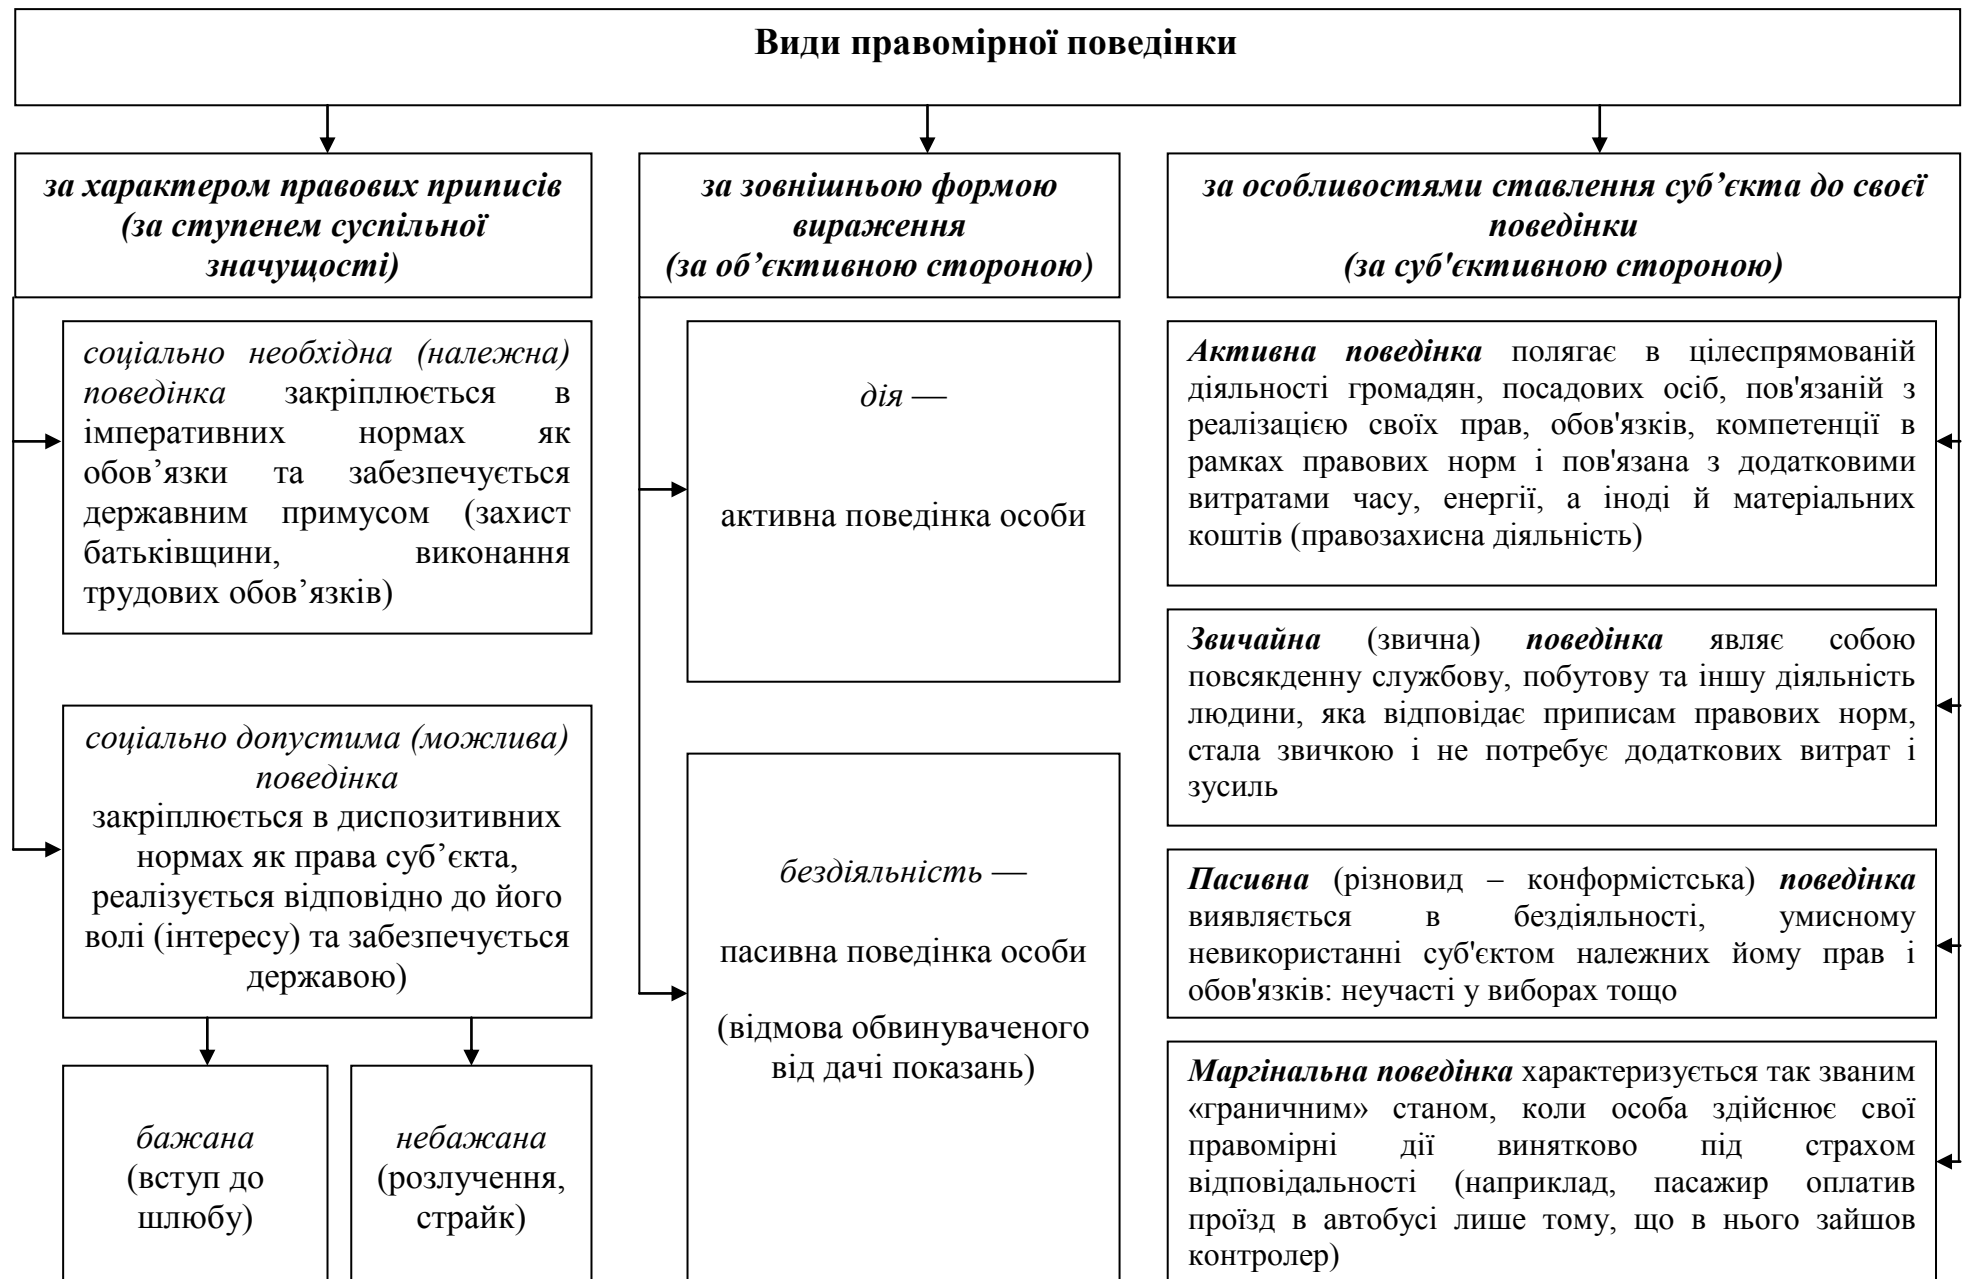 Види правомірної поведінки
за характером правових приписів
(за ступенем суспільної
значущості)
соціально необхідна (належна)
поведінка закріплюється в
імперативних нормах як
обов’язки та забезпечується
державним примусом (захист
батьківщини, виконання
трудових обов’язків)
соціально допустима (можлива)
поведінка
закріплюється в диспозитивних
нормах як права суб’єкта,
реалізується відповідно до його
волі (інтересу) та забезпечується
державою)
бажана
(вступ до
шлюбу)
небажана
(розлучення,
страйк)
за зовнішньою формою
вираження
(за об’єктивною стороною)
дія —
активна поведінка особи
бездіяльність —
пасивна поведінка особи
(відмова обвинуваченого
від дачі показань)
за особливостями ставлення суб’єкта до своєї
поведінки
(за суб'єктивною стороною)
Активна поведінка полягає в цілеспрямованій
діяльності громадян, посадових осіб, пов'язаній з
реалізацією своїх прав, обов'язків, компетенції в
рамках правових норм і пов'язана з додатковими
витратами часу, енергії, а іноді й матеріальних
коштів (правозахисна діяльність)
Звичайна (звична) поведінка являє собою
повсякденну службову, побутову та іншу діяльність
людини, яка відповідає приписам правових норм,
стала звичкою і не потребує додаткових витрат і
зусиль
Пасивна (різновид – конформістська) поведінка
виявляється в бездіяльності, умисному
невикористанні суб'єктом належних йому прав і
обов'язків: неучасті у виборах тощо
Маргінальна поведінка характеризується так званим
«граничним» станом, коли особа здійснює свої
правомірні дії винятково під страхом
відповідальності (наприклад, пасажир оплатив
проїзд в автобусі лише тому, що в нього зайшов
контролер)